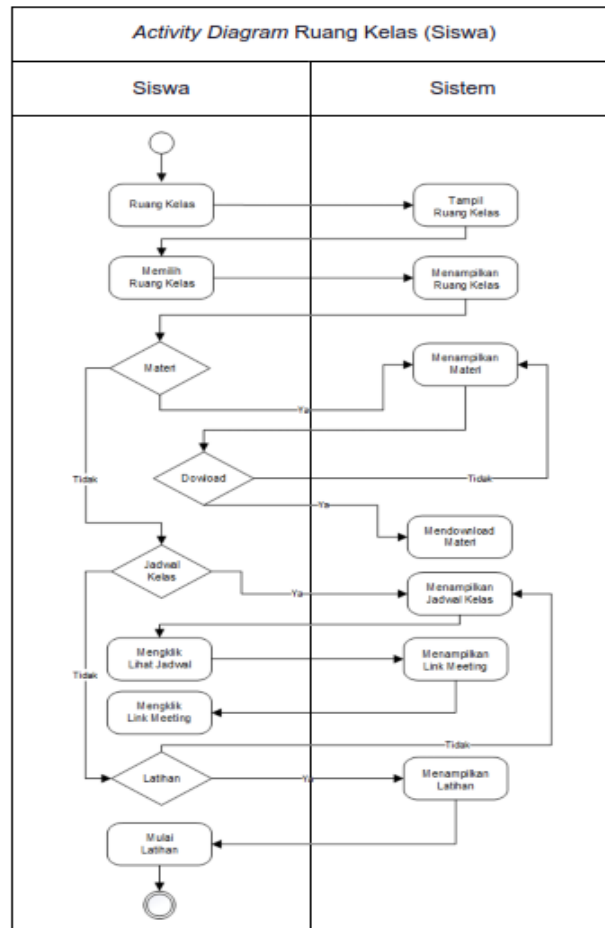 Activity Diagram Ruang Kelas (Siswa)
Siswa
Sistem
Ruang Kelas
Tampil
Ruang Kelas
Memilih
Ruang Kelas
Menampilkan
Ruang Kelas
Materi
Menampilkan
Materi
Ya
Dowload
Tidak
Tidak
Ya
Mendownload
Materi
Jadwal
Kelas
Ya
Menampilkan
Jadwal Kelas
Mengklik
Lihat Jadwal
Menampilkan
Link Meeting
Tidak
Mengklik
Link Meeting
Tidak
Latihan
Ya
Menampilkan
Latihan
Mulai
Latihan